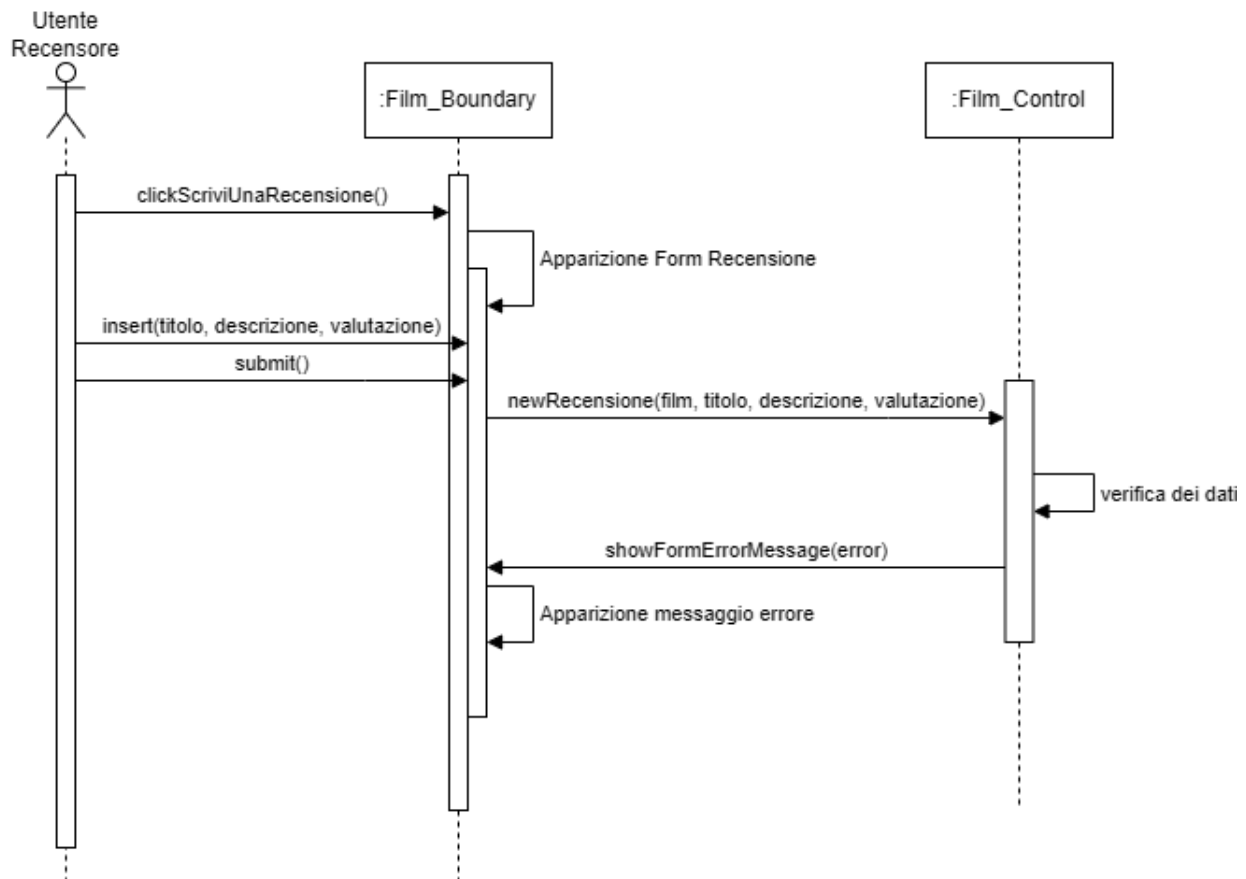 Utente
Recensore
:Film_Boundary
:Film_Control
clickScriviUnaRecensione()
Apparizione Form Recensione
insert(titolo, descrizione, valutazione)
submit()
newRecensione(film, titolo, descrizione, valutazione)
verifica dei dati
showFormErrorMessage(error)
Apparizione messaggio errore